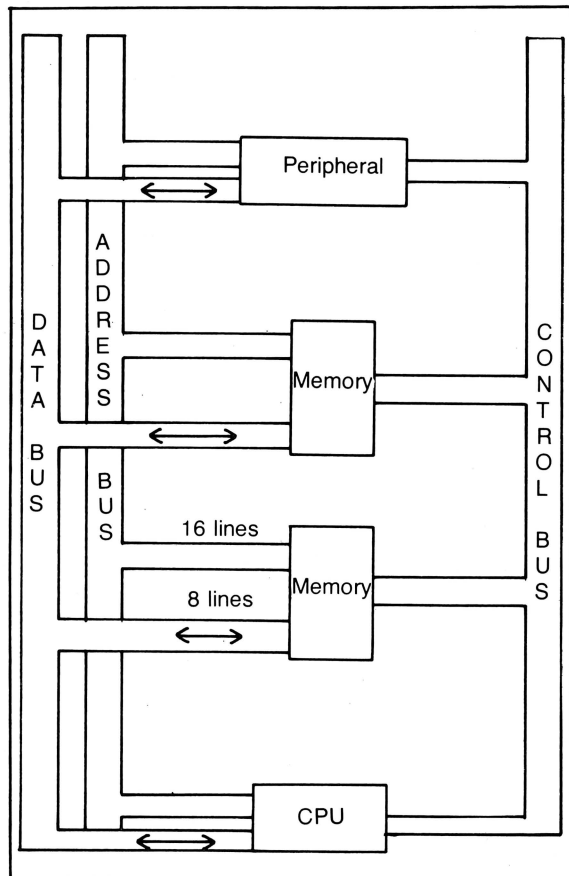 Peripheral
ADDRESS BUS
DATA BUS
CONTROL BUS
Memory
16 lines
8 lines
Memory
CPU